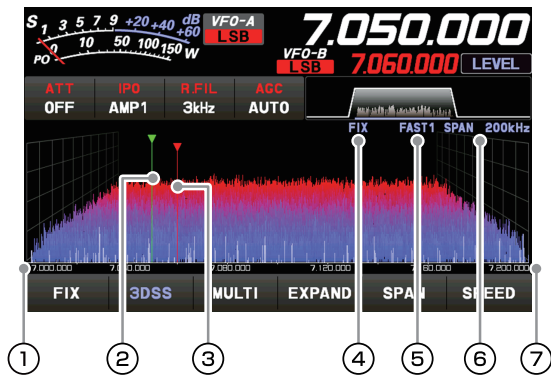 S 1 3 5 7 9 +20 +40 +60 dB
PO 0 10 50 100 150 W
VFO-A
LSB
7.050.000
VFO-B
LSB
7.060.000
LEVEL
ATT IPO R.FIL AGC
OFF AMP1 3kHz AUTO
FIX FAST1 SPAN 200kHz
7.000.000 7.080.000 7.120.000 7.200.000
FIX 3DSS MULTI EXPAND SPAN SPEED
1 2 3 4 5 6 7